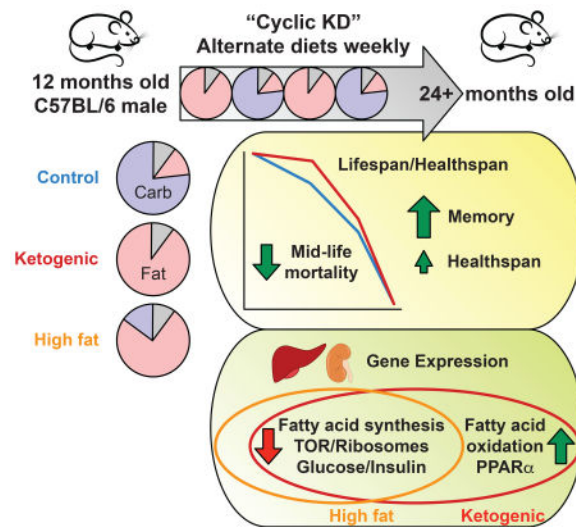 “Cyclic KD”
Alternate diets weekly
12 months old
C57BL/6 male
24+ months old
Control
Carb
Ketogenic
Fat
High fat
Lifespan/Healthspan
Memory
Mid-life
mortality
Healthspan
Gene Expression
Fatty acid synthesis
TOR/Ribosomes
Glucose/Insulin
Fatty acid
oxidation
PPARα
High fat
Ketogenic